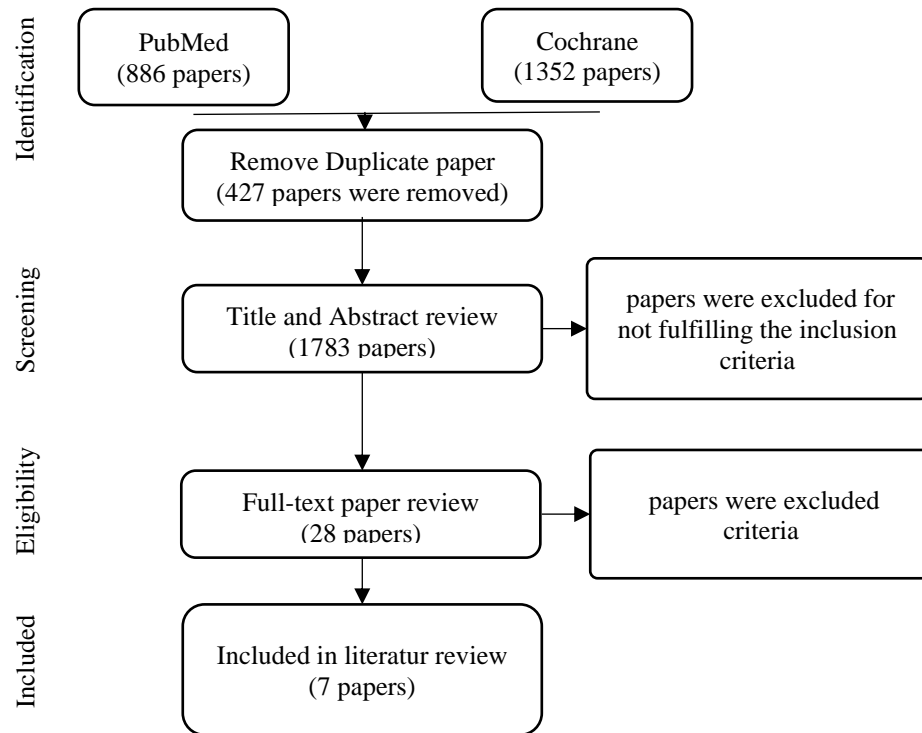 Identification
PubMed
(886 papers)
Cochrane
(1352 papers)
Remove Duplicate paper
(427 papers were removed)
Screening
Title and Abstract review
(1783 papers)
papers were excluded for
not fulfilling the inclusion
criteria
Eligibility
Full-text paper review
(28 papers)
papers were excluded
criteria
Included
Included in literatur review
(7 papers)